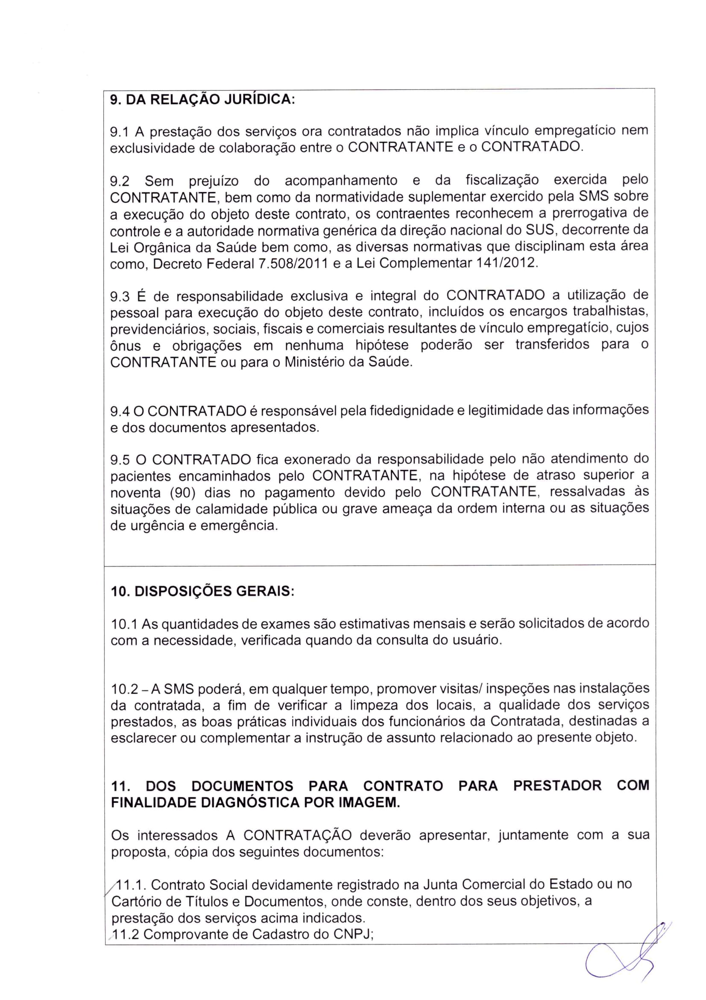 9. DA RELAÇÃO JURÍDICA:
9.1 A prestação dos serviços ora contratados não implica vínculo empregatício nem
exclusividade de colaboração entre o CONTRATANTE e o CONTRATADO.
9.2 Sem prejuízo do acompanhamento e da fiscalização exercida pelo
CONTRATANTE, bem como da normatividade suplementar exercido pela SMS sobre
a execução do objeto deste contrato, os contraentes reconhecem a prerrogativa de
controle e a autoridade normativa genérica da direção nacional do SUS, decorrente da
Lei Orgânica da Saúde bem como, as diversas normativas que disciplinam esta área
como, Decreto Federal 7.508/2011 e a Lei Complementar 141/2012.
9.3 É de responsabilidade exclusiva e integral do CONTRATADO a utilização de
pessoal para execução do objeto deste contrato, incluídos os encargos trabalhistas,
previdenciários, sociais, fiscais e comerciais resultantes de vínculo empregatício, cujos
ônus e obrigações em nenhuma hipótese poderão ser transferidos para o
CONTRATANTE ou para o Ministério da Saúde.
9.4 O CONTRATADO é responsável pela fidedignidade e legitimidade das informações
e dos documentos apresentados.
9.5 O CONTRATADO fica exonerado da responsabilidade pelo não atendimento do
pacientes encaminhados pelo CONTRATANTE, na hipótese de atraso superior a
noventa (90) dias no pagamento devido pelo CONTRATANTE, ressalvadas às
situações de calamidade pública ou grave ameaça da ordem interna ou as situações
de urgência e emergência.
10. DISPOSIÇÕES GERAIS:
10.1 As quantidades de exames são estimativas mensais e serão solicitados de acordo
com a necessidade, verificada quando da consulta do usuário.
10.2 – A SMS poderá, em qualquer tempo, promover visitas/ inspeções nas instalações
da contratada, a fim de verificar a limpeza dos locais, a qualidade dos serviços
prestados, as boas práticas individuais dos funcionários da Contratada, destinadas a
esclarecer ou complementar a instrução de assunto relacionado ao presente objeto.
11. DOS DOCUMENTOS PARA CONTRATO PARA PRESTADOR COM
FINALIDADE DIAGNÓSTICA POR IMAGEM.
Os interessados A CONTRATAÇÃO deverão apresentar, juntamente com a sua
proposta, cópia dos seguintes documentos:
11.1. Contrato Social devidamente registrado na Junta Comercial do Estado ou no
Cartório de Títulos e Documentos, onde conste, dentro dos seus objetivos, a
prestação dos serviços acima indicados.
11.2 Comprovante de Cadastro do CNPJ;